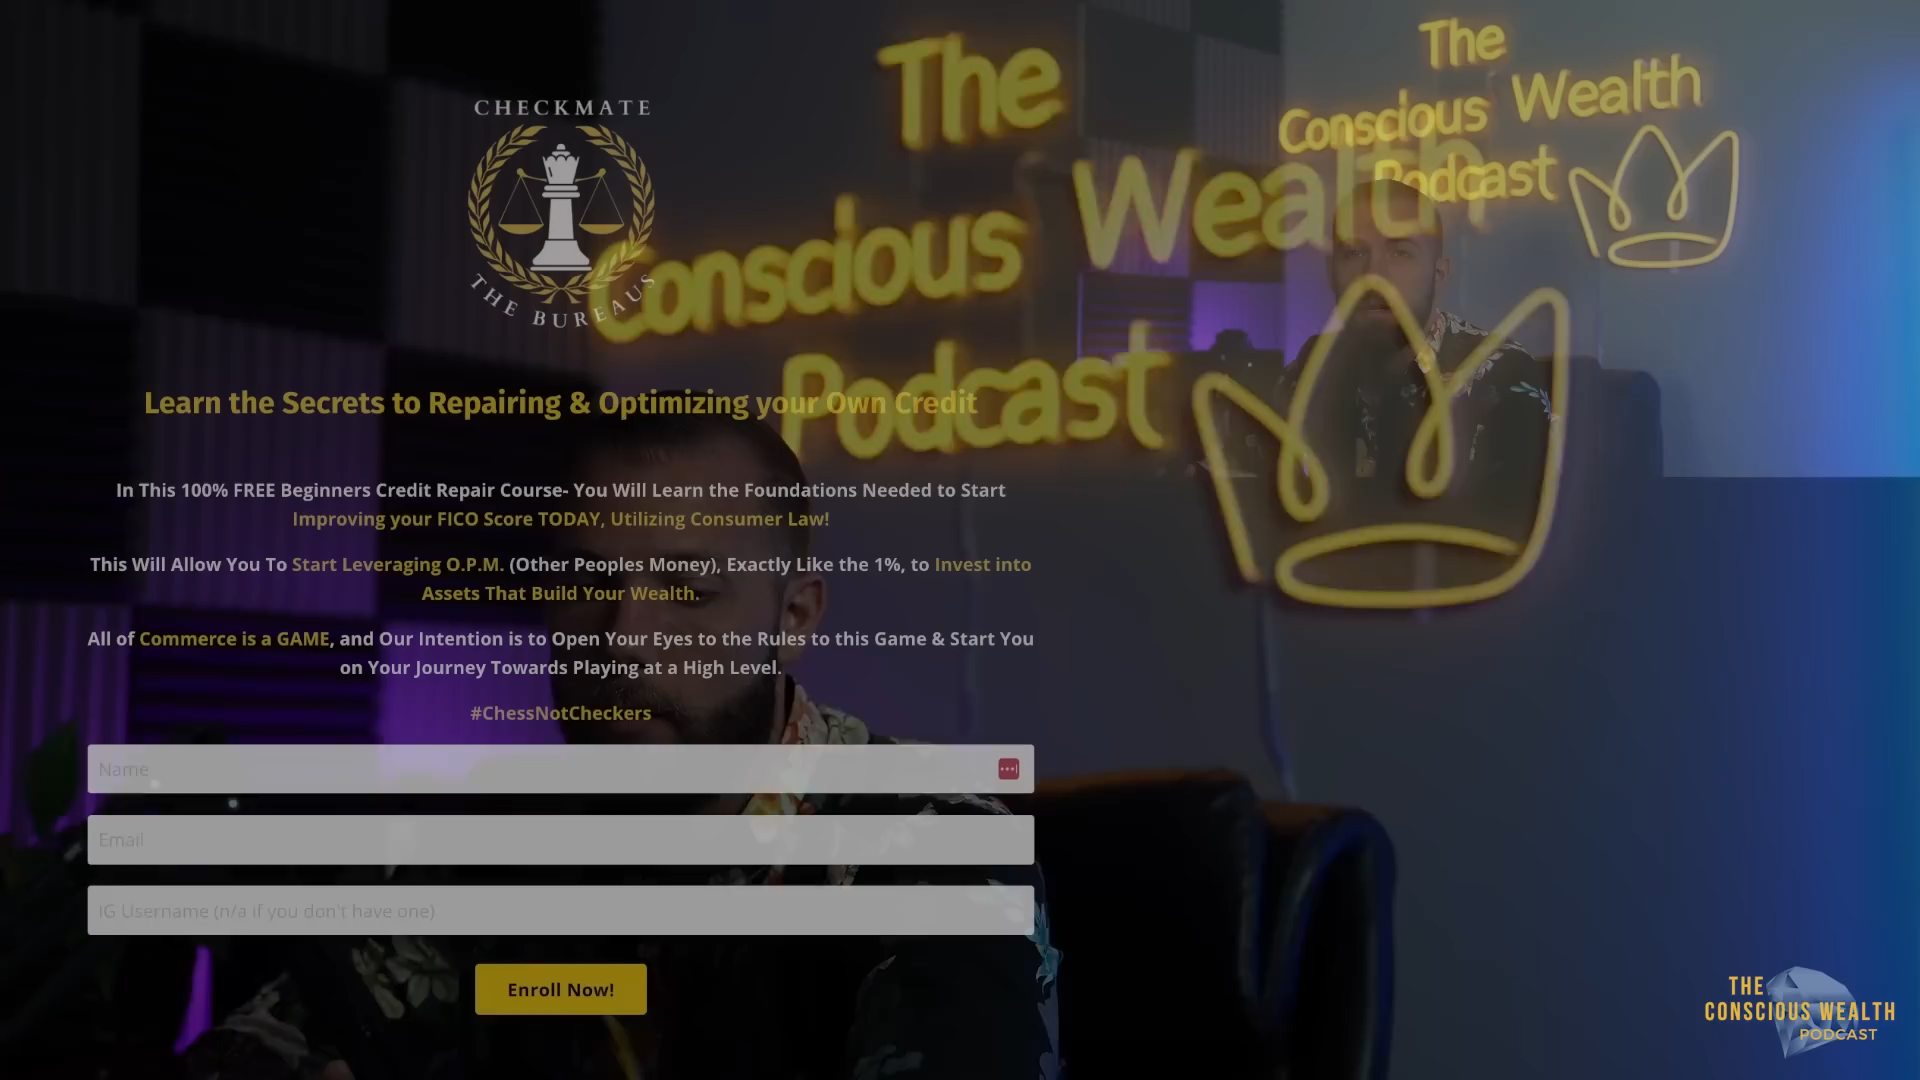 CHECKMATE
THE BUREAUS
The
Conscious Wealth
Podcast
The
Conscious Wealth
Podcast
Learn the Secrets to Repairing & Optimizing your Own Credit
In This 100% FREE Beginners Credit Repair Course- You Will Learn the Foundations Needed to Start
Improving your FICO Score TODAY, Utilizing Consumer Law!
This Will Allow You To Start Leveraging O.P.M. (Other Peoples Money), Exactly Like the 1%, to Invest into
Assets That Build Your Wealth.
All of Commerce is a GAME, and Our Intention is to Open Your Eyes to the Rules to this Game & Start You
on Your Journey Towards Playing at a High Level.
#ChessNotCheckers
Name
Email
IG Username (n/a if you don't have one)
Enroll Now!
THE
CONSCIOUS WEALTH
PODCAST